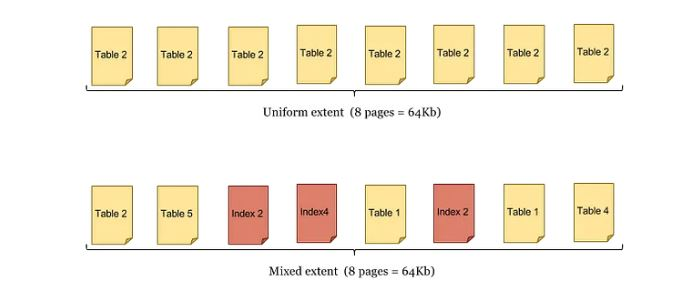 Table 2 Table 2 Table 2 Table 2 Table 2 Table 2 Table 2 Table 2
Uniform extent (8 pages = 64Kb)
Table 2 Table 5 Index 2 Index4 Table 1 Index 2 Table 1 Table 4
Mixed extent (8 pages = 64Kb)